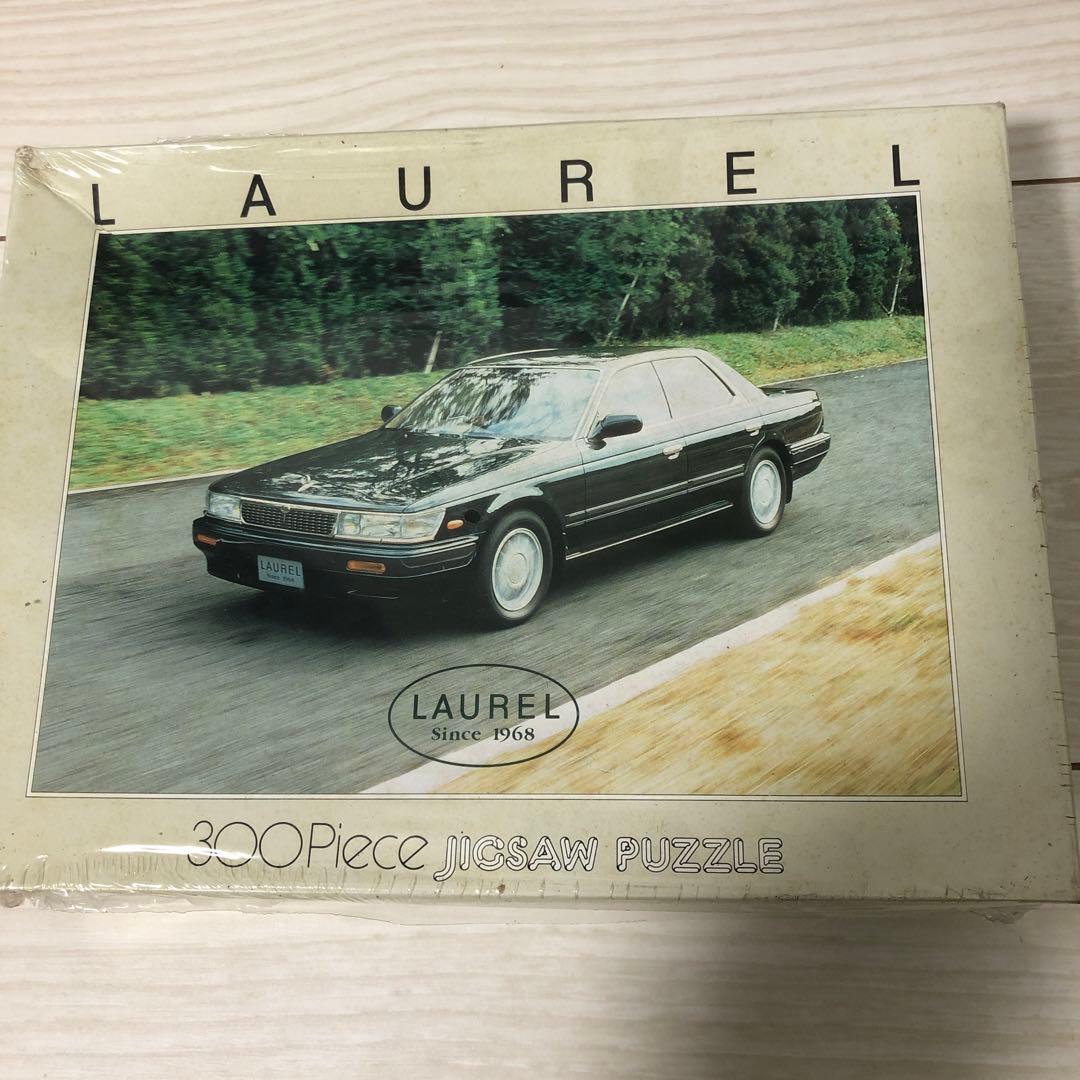 LAUREL
LAUREL
Since 1968
LAUREL
Since 1968
300Piece JIGSAW PUZZLE